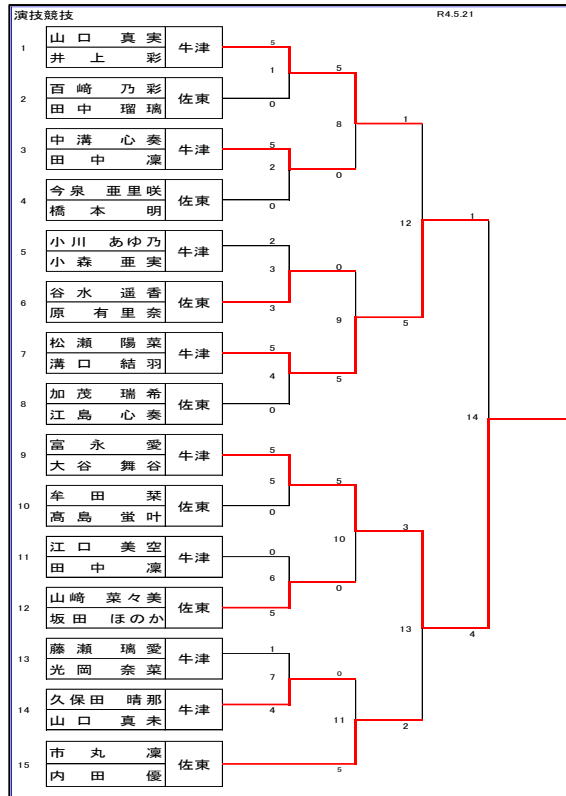 演技競技 R4.5.21
1 山口 真実 牛津 5
井上 彩
1 5
2 百﨑 乃彩 佐東 0
田中 瑠璃
8 1
3 中溝 心奏 牛津 5
田中 凜
2 0
4 今泉 亜里咲 佐東 0
橋本 明
12 1
5 小川 あゆ乃 牛津 2
小森 亜実
3 0
6 谷水 遥香 佐東 3
原 有里奈
9 5
7 松瀬 陽菜 牛津 5
溝口 結羽
4 5
8 加茂 瑞希 佐東 0
江島 心奏
14
9 富永 愛 牛津 5
大谷 舞谷
5 5
10 牟田 栞 佐東 0
髙島 蛍叶
10 3
11 江口 美空 牛津 0
田中 凜
6 0
12 山﨑 菜々美 佐東 5
坂田 ほのか
13 4
13 藤瀬 璃愛 牛津 1
光岡 奈菜
7 0
14 久保田 晴那 牛津 4
山口 真未
11 2
15 市丸 凜 佐東 5
内田 優